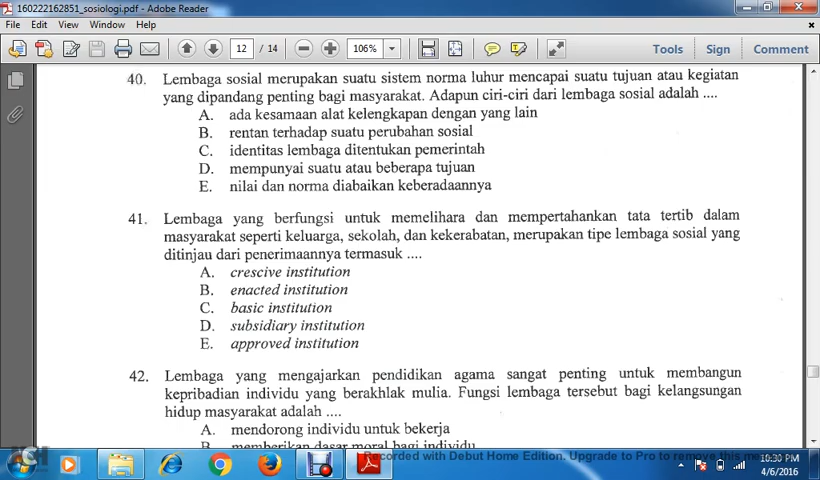 160222162851_sosiologi.pdf - Adobe Reader
File Edit View Window Help
12 / 14 106% Tools Sign Comment
40. Lembaga sosial merupakan suatu sistem norma luhur mencapai suatu tujuan atau kegiatan
yang dipandang penting bagi masyarakat. Adapun ciri-ciri dari lembaga sosial adalah ....
A. ada kesamaan alat kelengkapan dengan yang lain
B. rentan terhadap suatu perubahan sosial
C. identitas lembaga ditentukan pemerintah
D. mempunyai suatu atau beberapa tujuan
E. nilai dan norma diabaikan keberadaannya
41. Lembaga yang berfungsi untuk memelihara dan mempertahankan tata tertib dalam
masyarakat seperti keluarga, sekolah, dan kekerabatan, merupakan tipe lembaga sosial yang
ditinjau dari penerimaannya termasuk ....
A. crescive institution
B. enacted institution
C. basic institution
D. subsidiary institution
E. approved institution
42. Lembaga yang mengajarkan pendidikan agama sangat penting untuk membangun
kepribadian individu yang berakhlak mulia. Fungsi lembaga tersebut bagi kelangsungan
hidup masyarakat adalah ....
A. mendorong individu untuk bekerja
B. memberikan dasar moral bagi individu
Recorded with Debut Home Edition. Upgrade to Pro to remove this
10:30 PM
4/6/2016